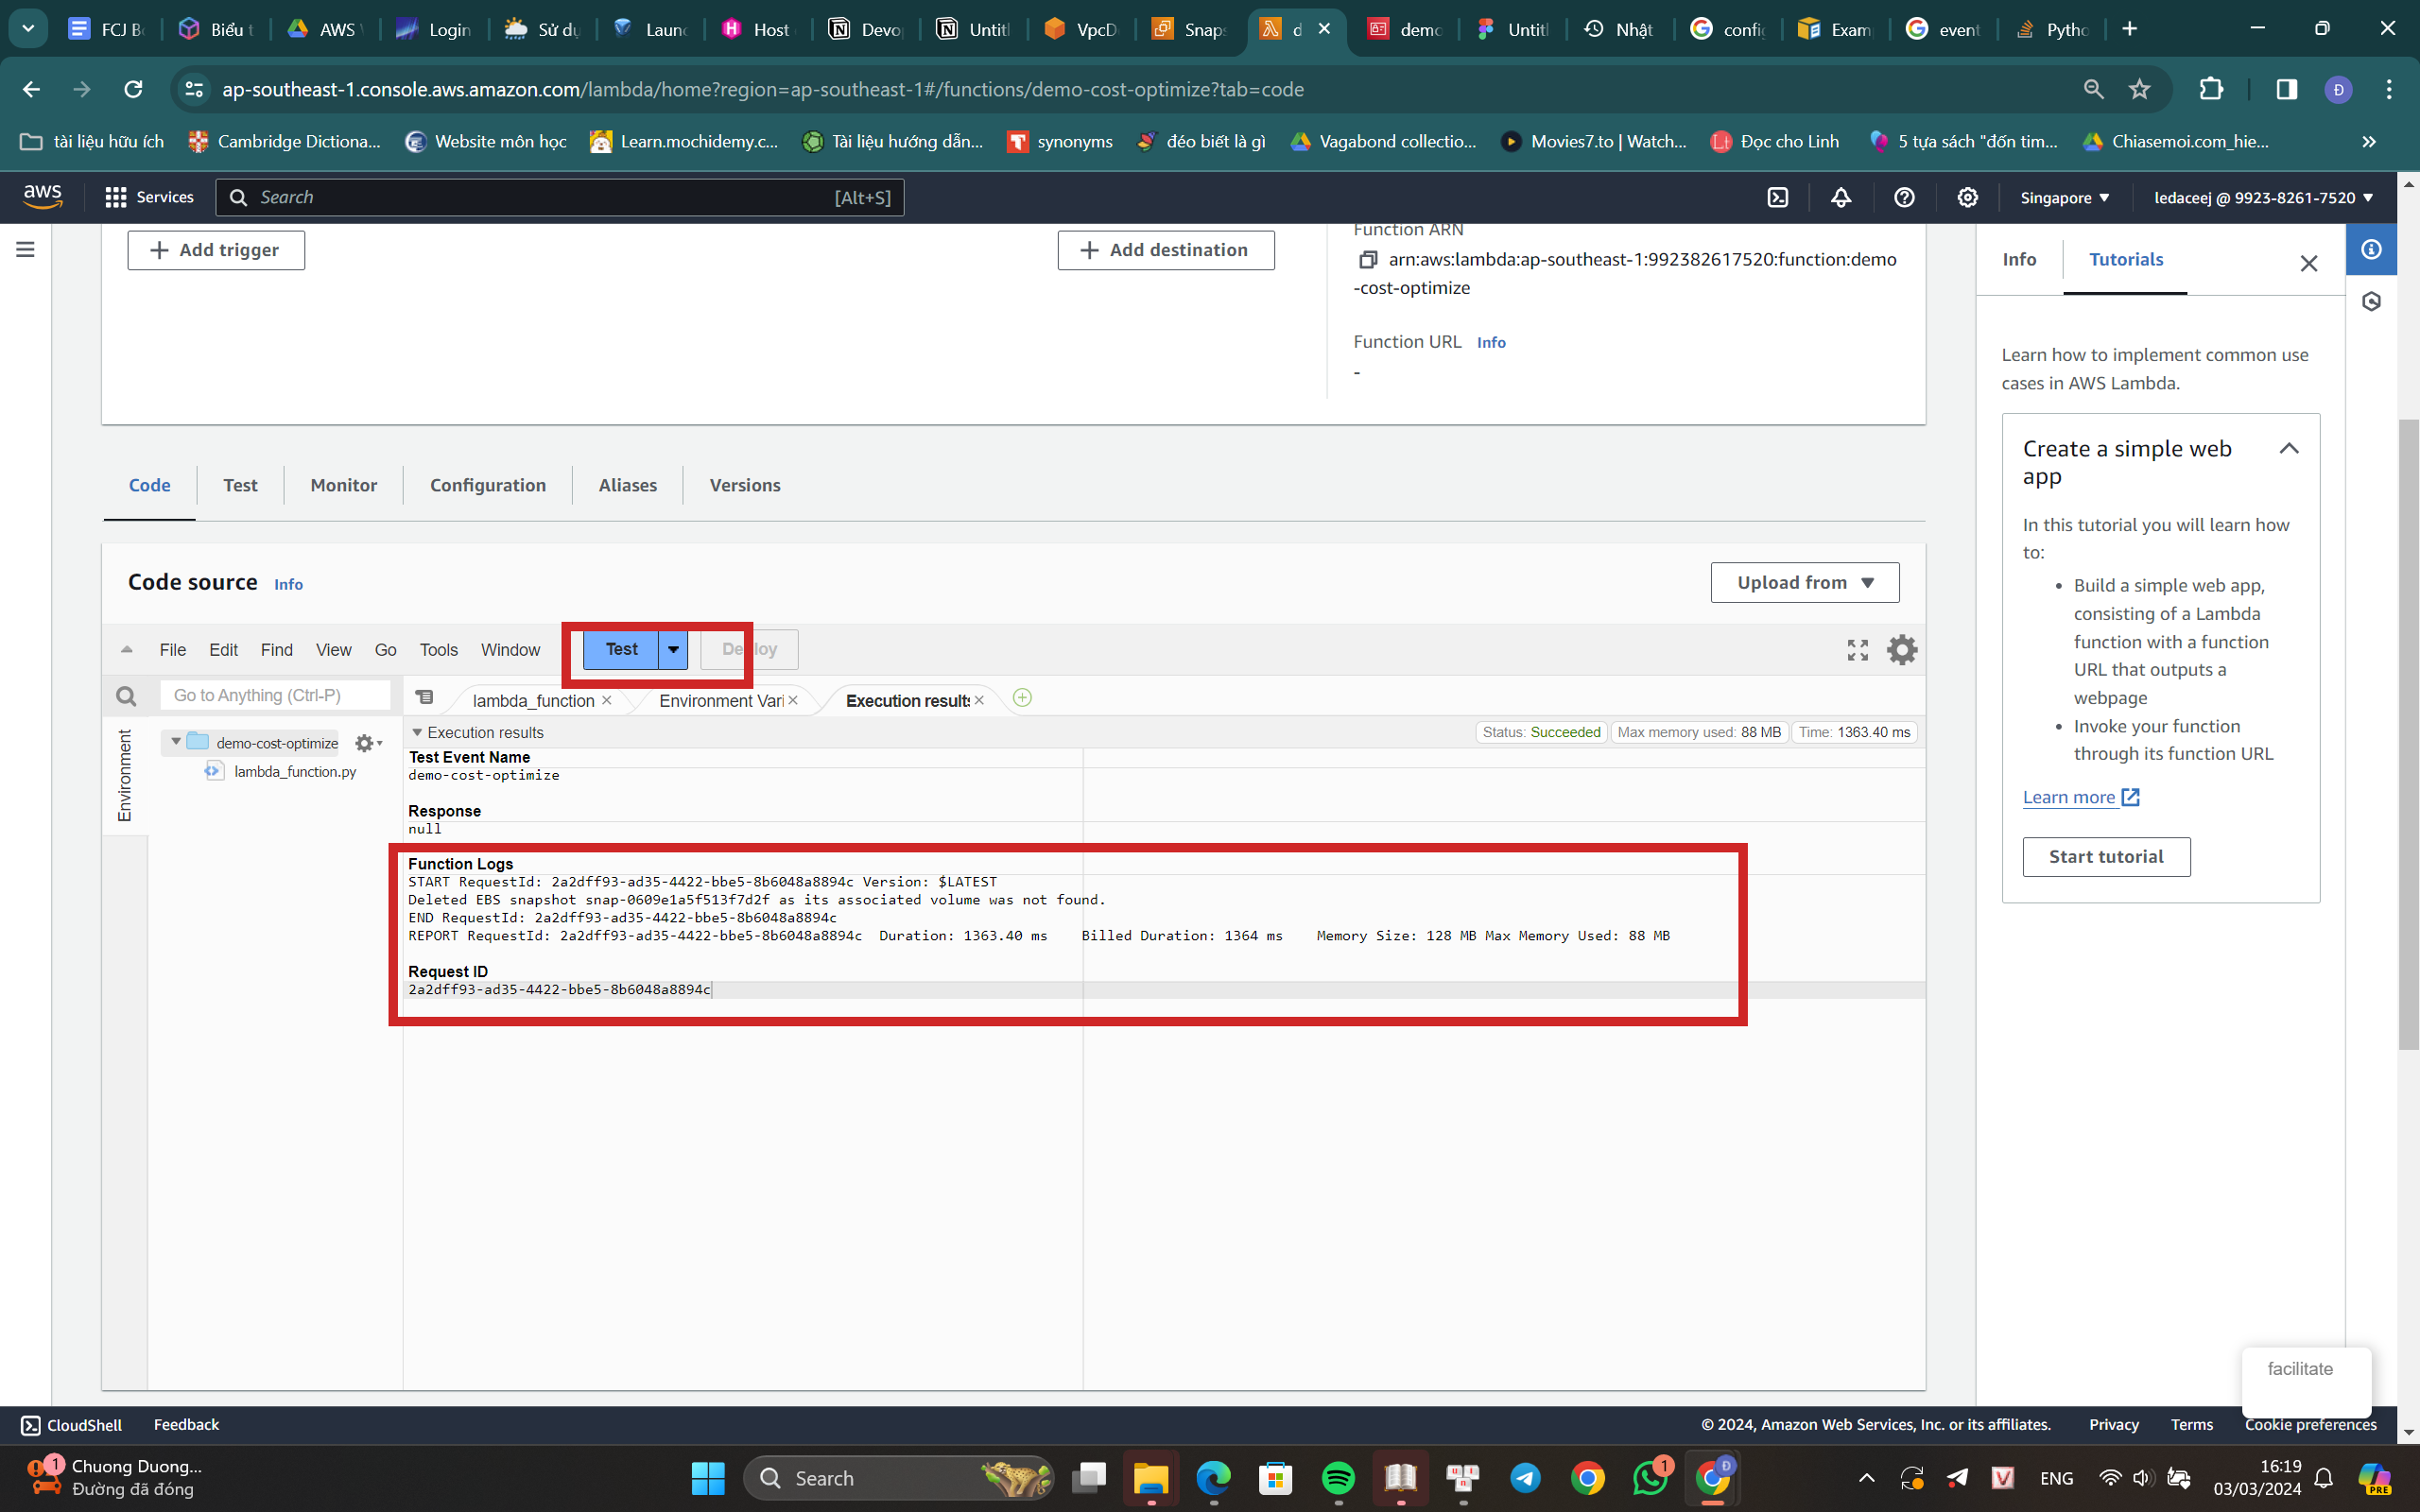 FCJ B
Biểu t
AWS
Login
Sử dụ
Laun
Host
Devo
Untit
VpcD
Snap
d
demo
Untit
Nhật
confi
Exam
event
Pytho
ap-southeast-1.console.aws.amazon.com/lambda/home?region=ap-southeast-1#/functions/demo-cost-optimize?tab=code
Đ
tài liệu hữu ích
Cambridge Dictiona...
Website môn học
Learn.mochidemy.c...
Tài liệu hướng dẫn...
synonyms
đéo biết là gì
Vagabond collectio...
Movies7.to | Watch...
Đọc cho Linh
5 tựa sách "đốn tim...
Chiasemoi.com_hie...
aws
Services
Search
[Alt+S]
Singapore
ledaceej @ 9923-8261-7520
Add trigger
Add destination
Function ARN
arn:aws:lambda:ap-southeast-1:992382617520:function:demo
-cost-optimize
Function URL Info
-
Info
Tutorials
Learn how to implement common use
cases in AWS Lambda.
Create a simple web
app
In this tutorial you will learn how
to:
• Build a simple web app,
consisting of a Lambda
function with a function
URL that outputs a
webpage
• Invoke your function
through its function URL
Learn more
Start tutorial
Code
Test
Monitor
Configuration
Aliases
Versions
Code source Info
Upload from
File Edit Find View Go Tools Window
Test
Deploy
Go to Anything (Ctrl-P)
lambda_function
Environment Vari
Execution results
Environment
demo-cost-optimize
lambda_function.py
Execution results
Status: Succeeded
Max memory used: 88 MB
Time: 1363.40 ms
Test Event Name
demo-cost-optimize
Response
null
Function Logs
START RequestId: 2a2dff93-ad35-4422-bbe5-8b6048a8894c Version: $LATEST
Deleted EBS snapshot snap-0609e1a5f513f7d2f as its associated volume was not found.
END RequestId: 2a2dff93-ad35-4422-bbe5-8b6048a8894c
REPORT RequestId: 2a2dff93-ad35-4422-bbe5-8b6048a8894c Duration: 1363.40 ms Billed Duration: 1364 ms Memory Size: 128 MB Max Memory Used: 88 MB
Request ID
2a2dff93-ad35-4422-bbe5-8b6048a8894c
facilitate
CloudShell
Feedback
© 2024, Amazon Web Services, Inc. or its affiliates.
Privacy
Terms
Cookie preferences
1
Chuong Duong...
Đường đã đóng
Search
1
Đ
ENG
16:19
03/03/2024
PRE